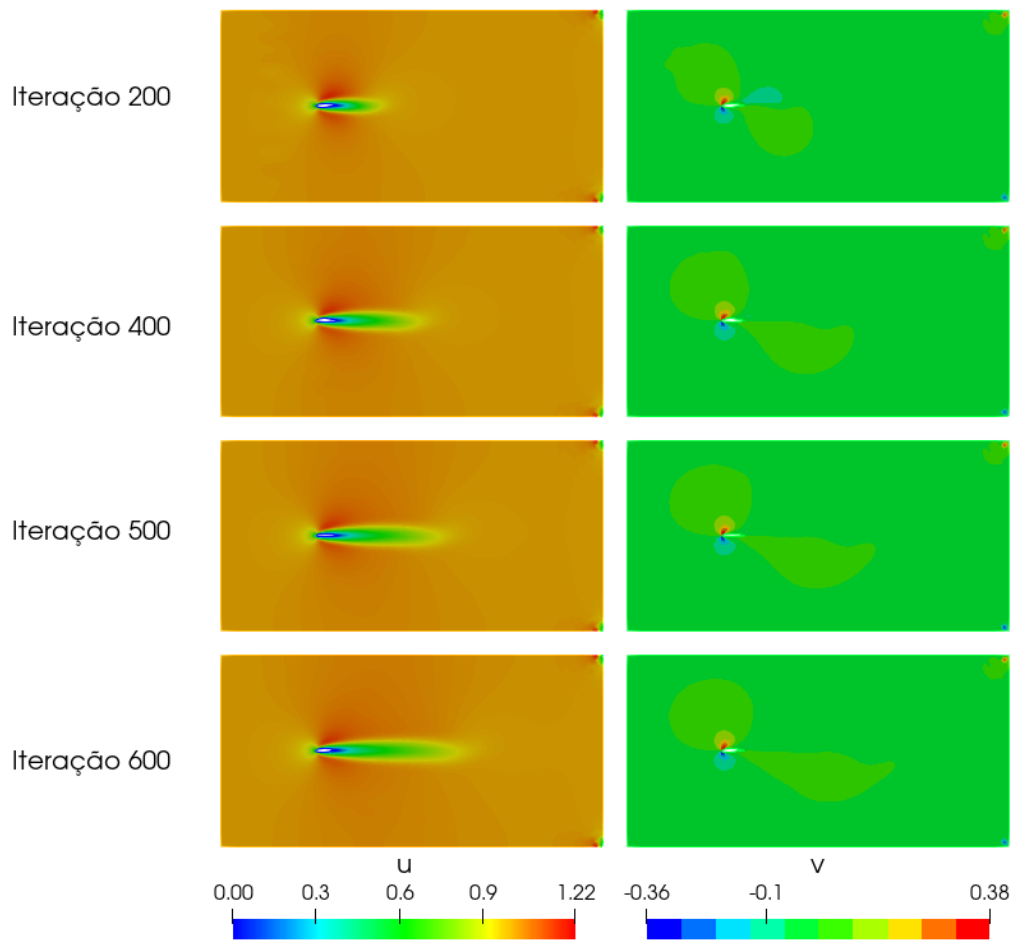 Iteração 200
Iteração 400
Iteração 500
Iteração 600
u
v
0.00 0.3 0.6 0.9 1.22
-0.36 -0.1 0.38